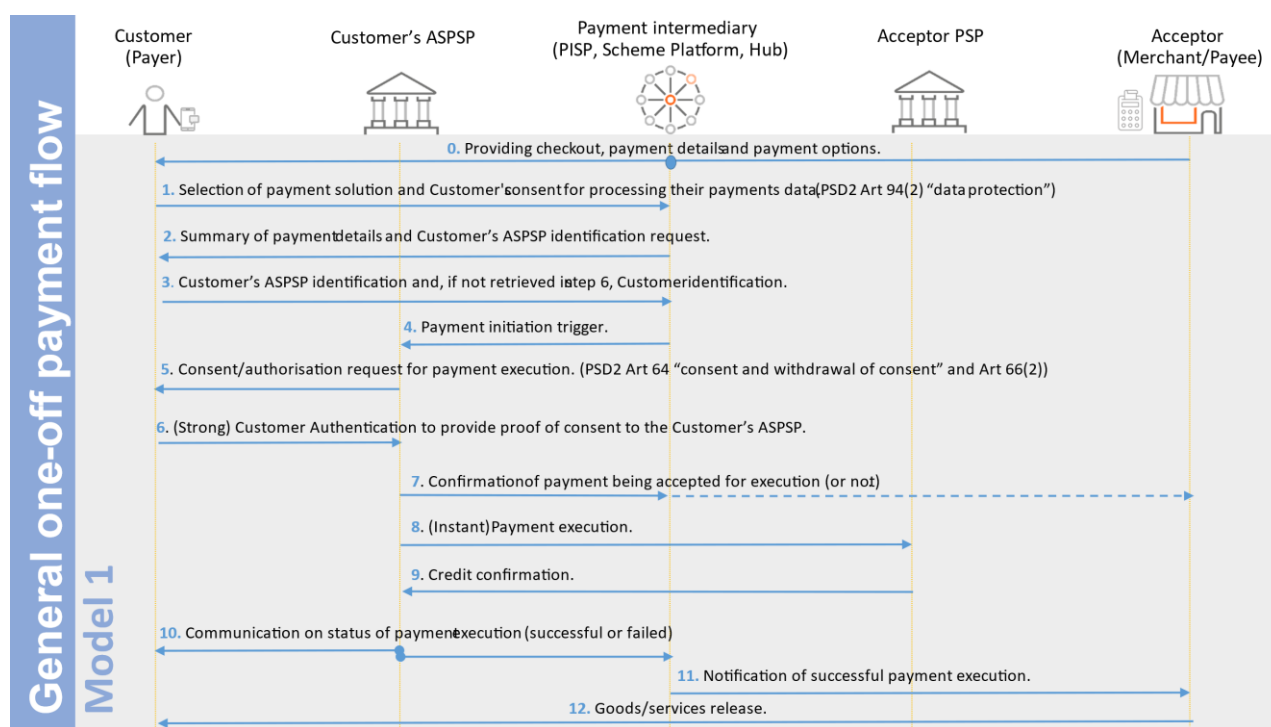 General one-off payment flow
Model 1
Customer
(Payer)
Customer's ASPSP
Payment intermediary
(PISP, Scheme Platform, Hub)
Acceptor PSP
Acceptor
(Merchant/Payee)
0. Providing checkout, payment details and payment options.
1. Selection of payment solution and Customer's consent for processing their payments data. (PSD2 Art 94(2) “data protection”)
2. Summary of payment details and Customer’s ASPSP identification request.
3. Customer’s ASPSP identification and, if not retrieved in step 6, Customer identification.
4. Payment initiation trigger.
5. Consent/authorisation request for payment execution. (PSD2 Art 64 “consent and withdrawal of consent” and Art 66(2))
6. (Strong) Customer Authentication to provide proof of consent to the Customer’s ASPSP.
7. Confirmation of payment being accepted for execution (or not.)
8. (Instant) Payment execution.
9. Credit confirmation.
10. Communication on status of payment execution (successful or failed)
11. Notification of successful payment execution.
12. Goods/services release.